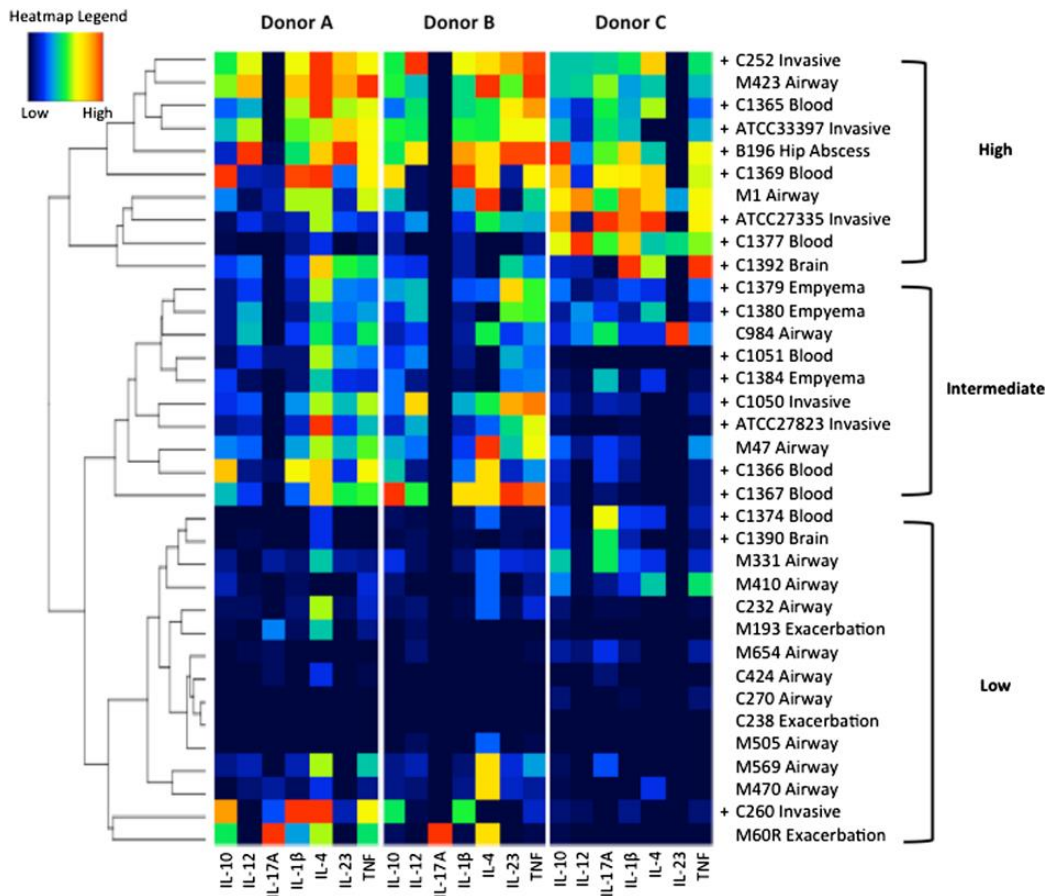 Heatmap Legend
Low High
Donor A Donor B Donor C
+ C252 Invasive
M423 Airway
+ C1365 Blood
+ ATCC33397 Invasive
+ B196 Hip Abscess
+ C1369 Blood
M1 Airway
+ ATCC27335 Invasive
+ C1377 Blood
+ C1392 Brain
High
+ C1379 Empyema
+ C1380 Empyema
C984 Airway
+ C1051 Blood
+ C1384 Empyema
+ C1050 Invasive
+ ATCC27823 Invasive
M47 Airway
+ C1366 Blood
+ C1367 Blood
Intermediate
+ C1374 Blood
+ C1390 Brain
M331 Airway
M410 Airway
C232 Airway
M193 Exacerbation
M654 Airway
C424 Airway
C270 Airway
C238 Exacerbation
M505 Airway
M569 Airway
M470 Airway
+ C260 Invasive
M60R Exacerbation
Low
IL-10 IL-12 IL-17A IL-1β IL-4 IL-23 TNF IL-10 IL-12 IL-17A IL-1β IL-4 IL-23 TNF IL-10 IL-12 IL-17A IL-1β IL-4 IL-23 TNF